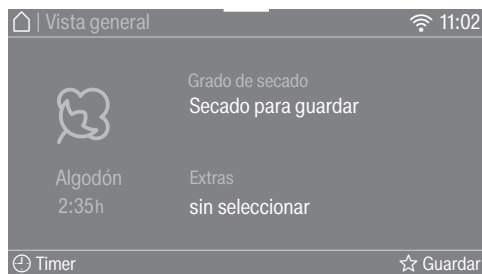 | Vista general 11:02
Grado de secado
Secado para guardar
Algodón
2:35h
Extras
sin seleccionar
Timer
Guardar